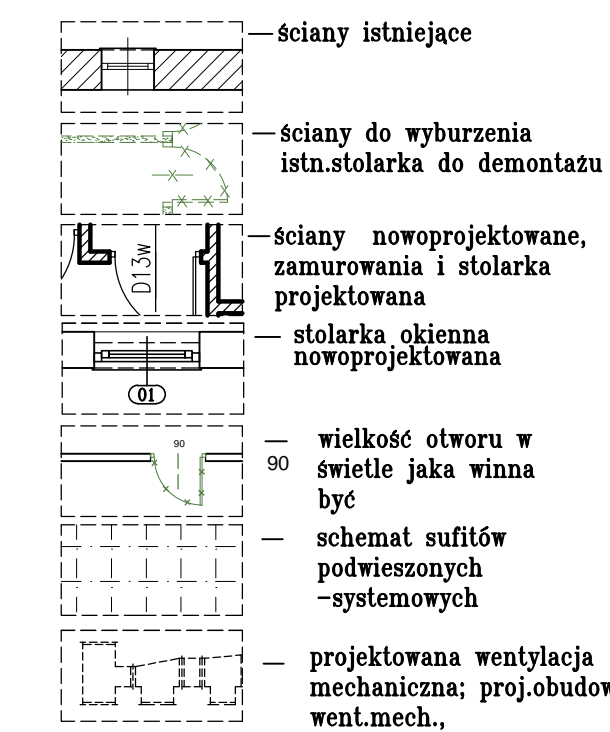 – ściany istniejące
– ściany do wyburzenia
istn.stolarka do demontażu
– ściany nowoprojektowane,
zamurowania i stolarka
projektowana
D13w
– stolarka okienna
nowoprojektowana
01
– wielkość otworu w
90
90 świetle jaka winna
być
– schemat sufitów
podwieszonych
–systemowych
– projektowana wentylacja
mechaniczna; proj.obudow
went.mech.,